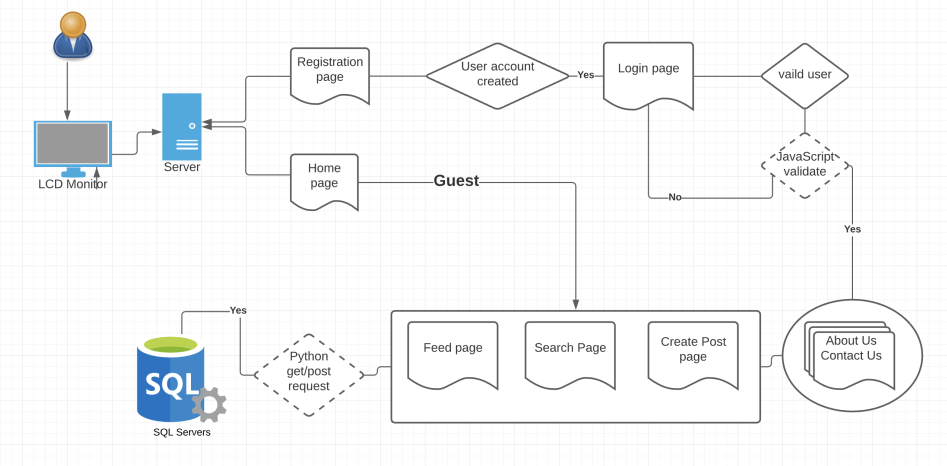 Registration
page
User account
created
Yes
Login page
vaild user
LCD Monitor
Server
Home
page
Guest
No
JavaScript
validate
Yes
Yes
SQL
SQL Servers
Python
get/post
request
Feed page
Search Page
Create Post
page
About Us
Contact Us